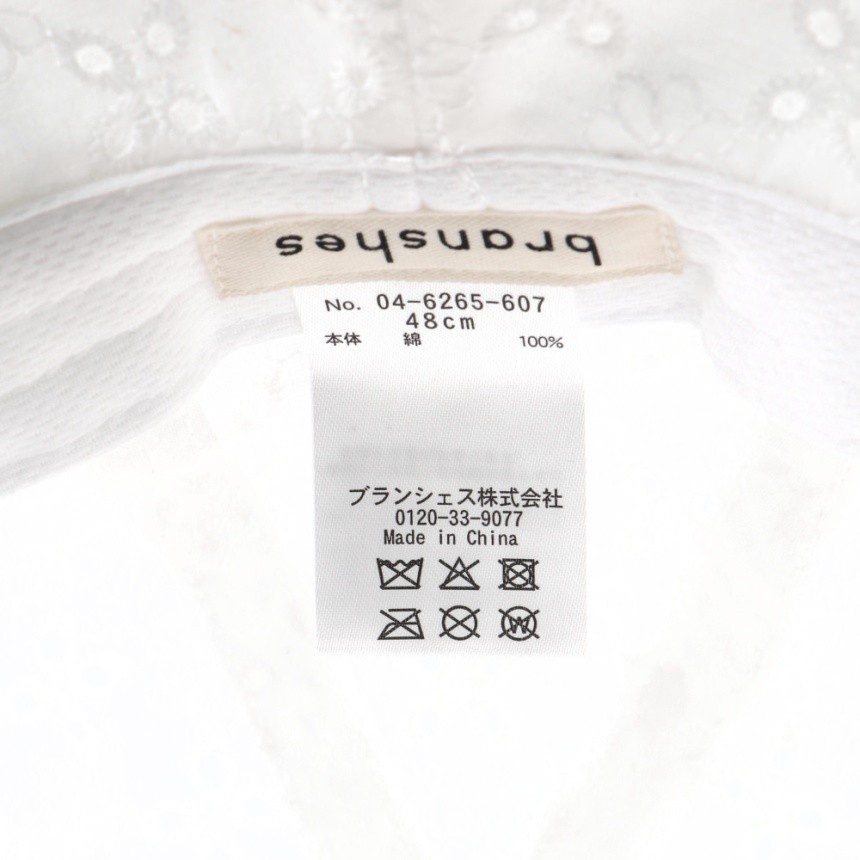 branshes
No. 04-6265-607
48cm
本体 綿 100%
ブランシェス株式会社
0120-33-9077
Made in China